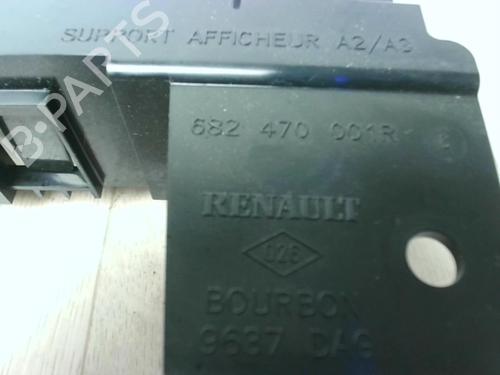 SUPPORT AFFICHEUR A2/A3
682 470 001R
RENAULT
026
BOURBON
9637 DAG
B-PARTS